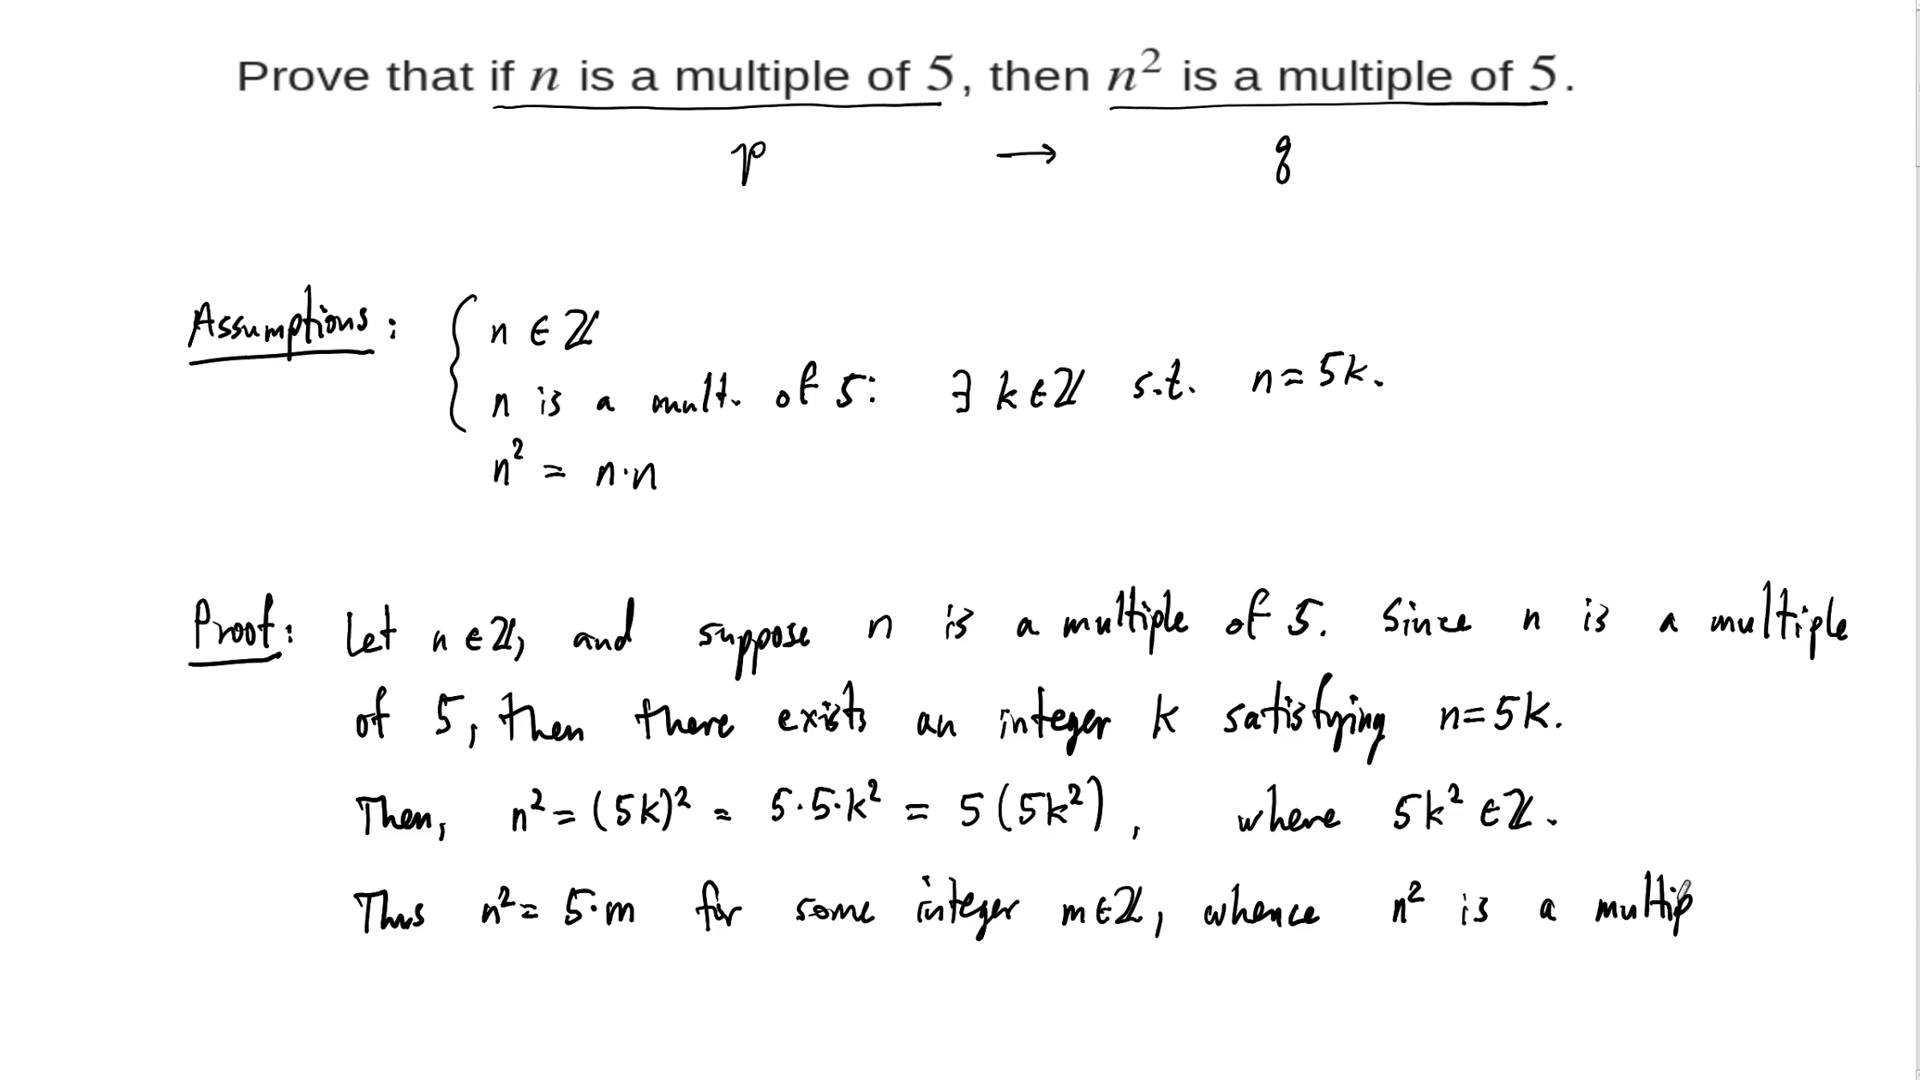 Prove that if n is a multiple of 5, then n² is a multiple of 5.
p → q
Assumptions: { n ∈ ℤ
n is a mult. of 5: ∃ k ∈ ℤ s.t. n = 5k.
n² = n·n
Proof: Let n ∈ ℤ, and suppose n is a multiple of 5. Since n is a multiple
of 5, then there exists an integer k satisfying n = 5k.
Then, n² = (5k)² = 5·5·k² = 5(5k²), where 5k² ∈ ℤ.
Thus n² = 5·m for some integer m ∈ ℤ, whence n² is a multip